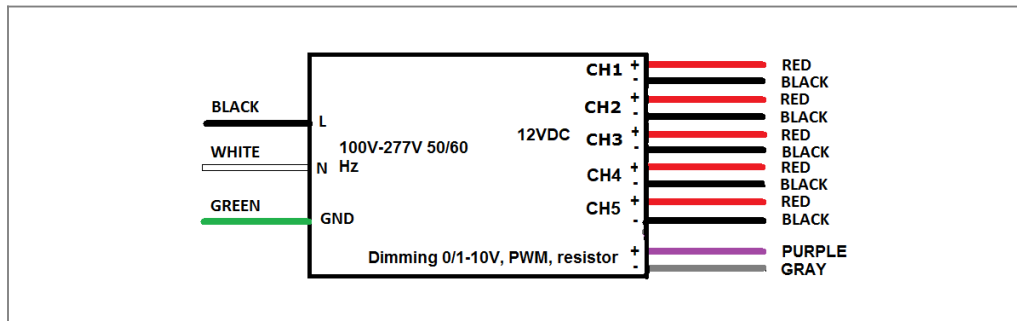 BLACK
L
WHITE
N
GREEN
GND
100V-277V 50/60
Hz
12VDC
CH1 + RED
- BLACK
CH2 + RED
- BLACK
CH3 + RED
- BLACK
CH4 + RED
- BLACK
CH5 + RED
- BLACK
Dimming 0/1-10V, PWM, resistor + PURPLE
- GRAY